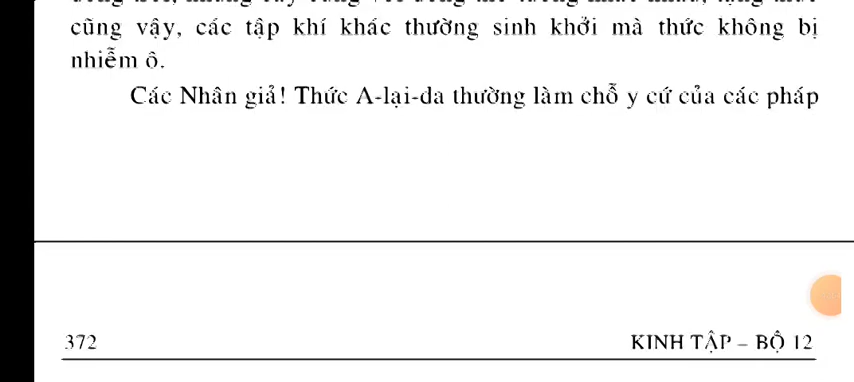 cũng vậy, các tập khí khác thường sinh khởi mà thức không bị
nhiễm ô.
Các Nhân giả! Thức A-lại-da thường làm chỗ y cứ của các pháp
372
KINH TẬP – BỘ 12